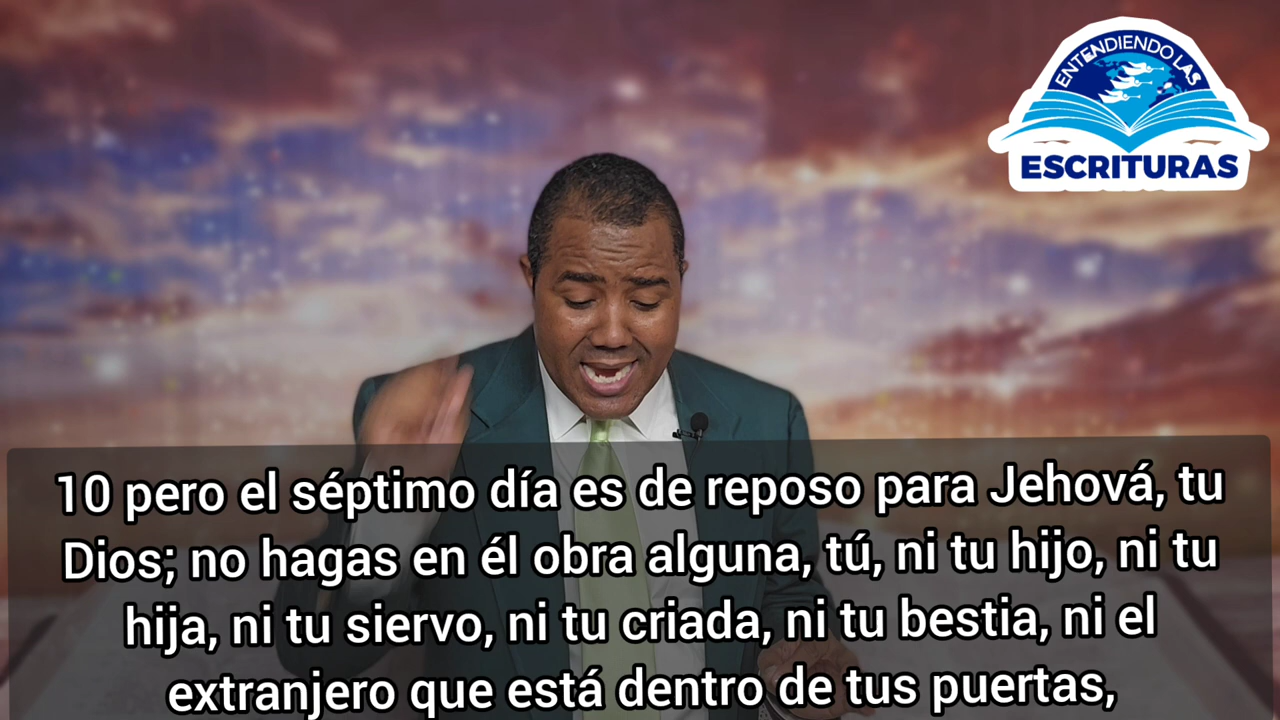 ENTENDIENDO LAS
ESCRITURAS
10 pero el séptimo día es de reposo para Jehová, tu
Dios; no hagas en él obra alguna, tú, ni tu hijo, ni tu
hija, ni tu siervo, ni tu criada, ni tu bestia, ni el
extranjero que está dentro de tus puertas,